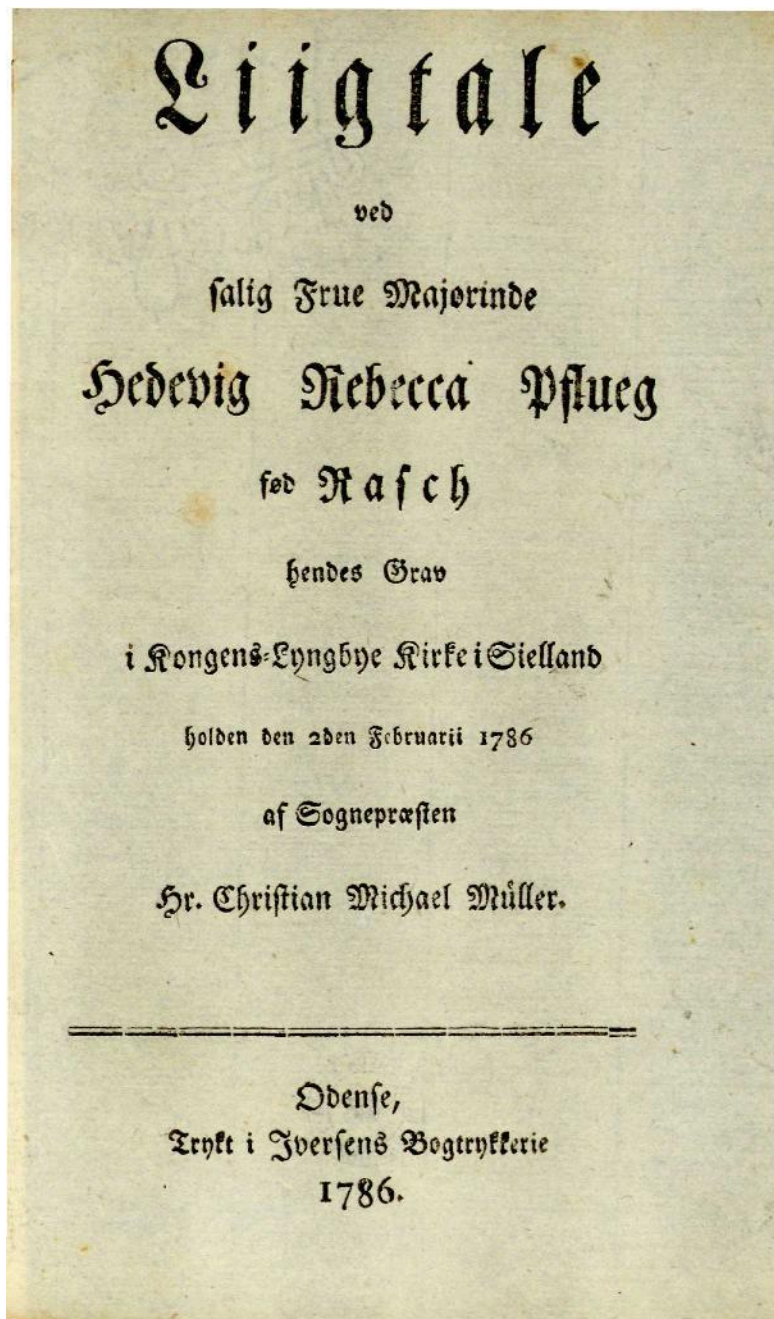 Liigtale
ved
salig Frue Majorinde
Hedevig Rebecca Pflueg
fød Rasch
hendes Grav
i Kongens-Lyngbye Kirke i Sielland
holden den 2den Februarii 1786
af Sognepræsten
Hr. Christian Michael Müller.
Odense,
Trykt i Iversens Bogtrykkerie
1786.